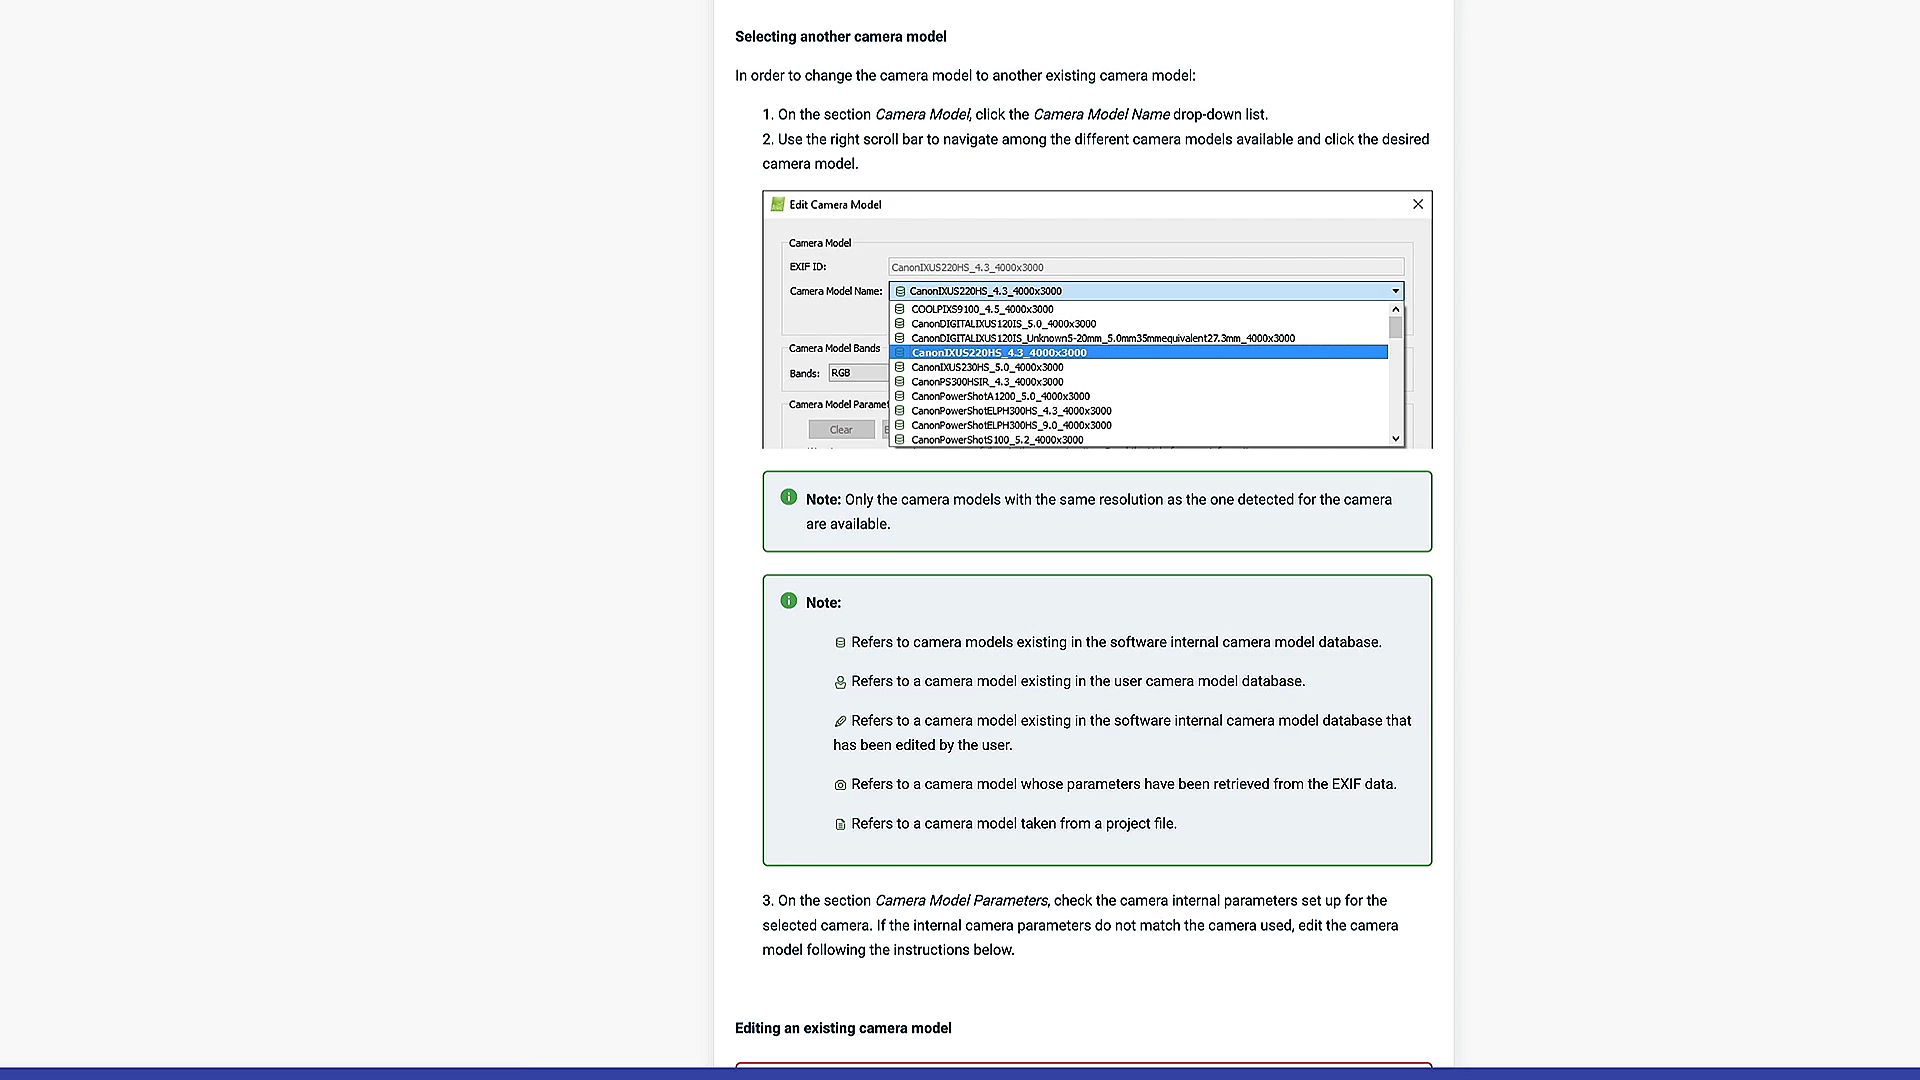 Selecting another camera model
In order to change the camera model to another existing camera model:
1. On the section Camera Model, click the Camera Model Name drop-down list.
2. Use the right scroll bar to navigate among the different camera models available and click the desired
camera model.
Edit Camera Model
Camera Model
EXIF ID: CanonIXUS220HS_4.3_4000x3000
Camera Model Name: CanonIXUS220HS_4.3_4000x3000
COOLPIXS9100_4.5_4000x3000
CanonDIGITALIXUS120IS_5.0_4000x3000
CanonDIGITALIXUS120IS_Unknown5-20mm_5.0mm35mmequivalent27.3mm_4000x3000
Camera Model Bands
CanonIXUS220HS_4.3_4000x3000
CanonIXUS230HS_5.0_4000x3000
Bands: RGB
CanonPS300HSIR_4.3_4000x3000
CanonPowerShotA1200_5.0_4000x3000
Camera Model Paramet
CanonPowerShotELPH300HS_4.3_4000x3000
CanonPowerShotELPH300HS_9.0_4000x3000
Clear
CanonPowerShotS100_5.2_4000x3000
Note: Only the camera models with the same resolution as the one detected for the camera
are available.
Note:
Refers to camera models existing in the software internal camera model database.
Refers to a camera model existing in the user camera model database.
Refers to a camera model existing in the software internal camera model database that
has been edited by the user.
Refers to a camera model whose parameters have been retrieved from the EXIF data.
Refers to a camera model taken from a project file.
3. On the section Camera Model Parameters, check the camera internal parameters set up for the
selected camera. If the internal camera parameters do not match the camera used, edit the camera
model following the instructions below.
Editing an existing camera model